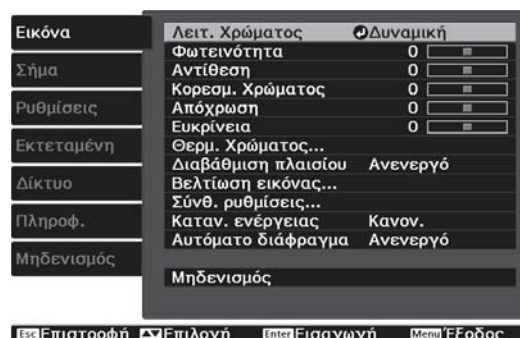 Εικόνα
Σήμα
Ρυθμίσεις
Εκτεταμένη
Δίκτυο
Πληροφ.
Μηδενισμός
Λειτ. Χρώματος Δυναμική
Φωτεινότητα 0
Αντίθεση 0
Κορεσμ. Χρώματος 0
Απόχρωση 0
Ευκρίνεια 0
Θερμ. Χρώματος...
Διαβάθμιση πλαισίου Ανενεργό
Βελτίωση εικόνας...
Σύνθ. ρυθμίσεις...
Καταν. ενέργειας Κανον.
Αυτόματο διάφραγμα Ανενεργό
Μηδενισμός
Esc Επιστροφή Επιλογή Enter Εισαγωγή Menu Έξοδος